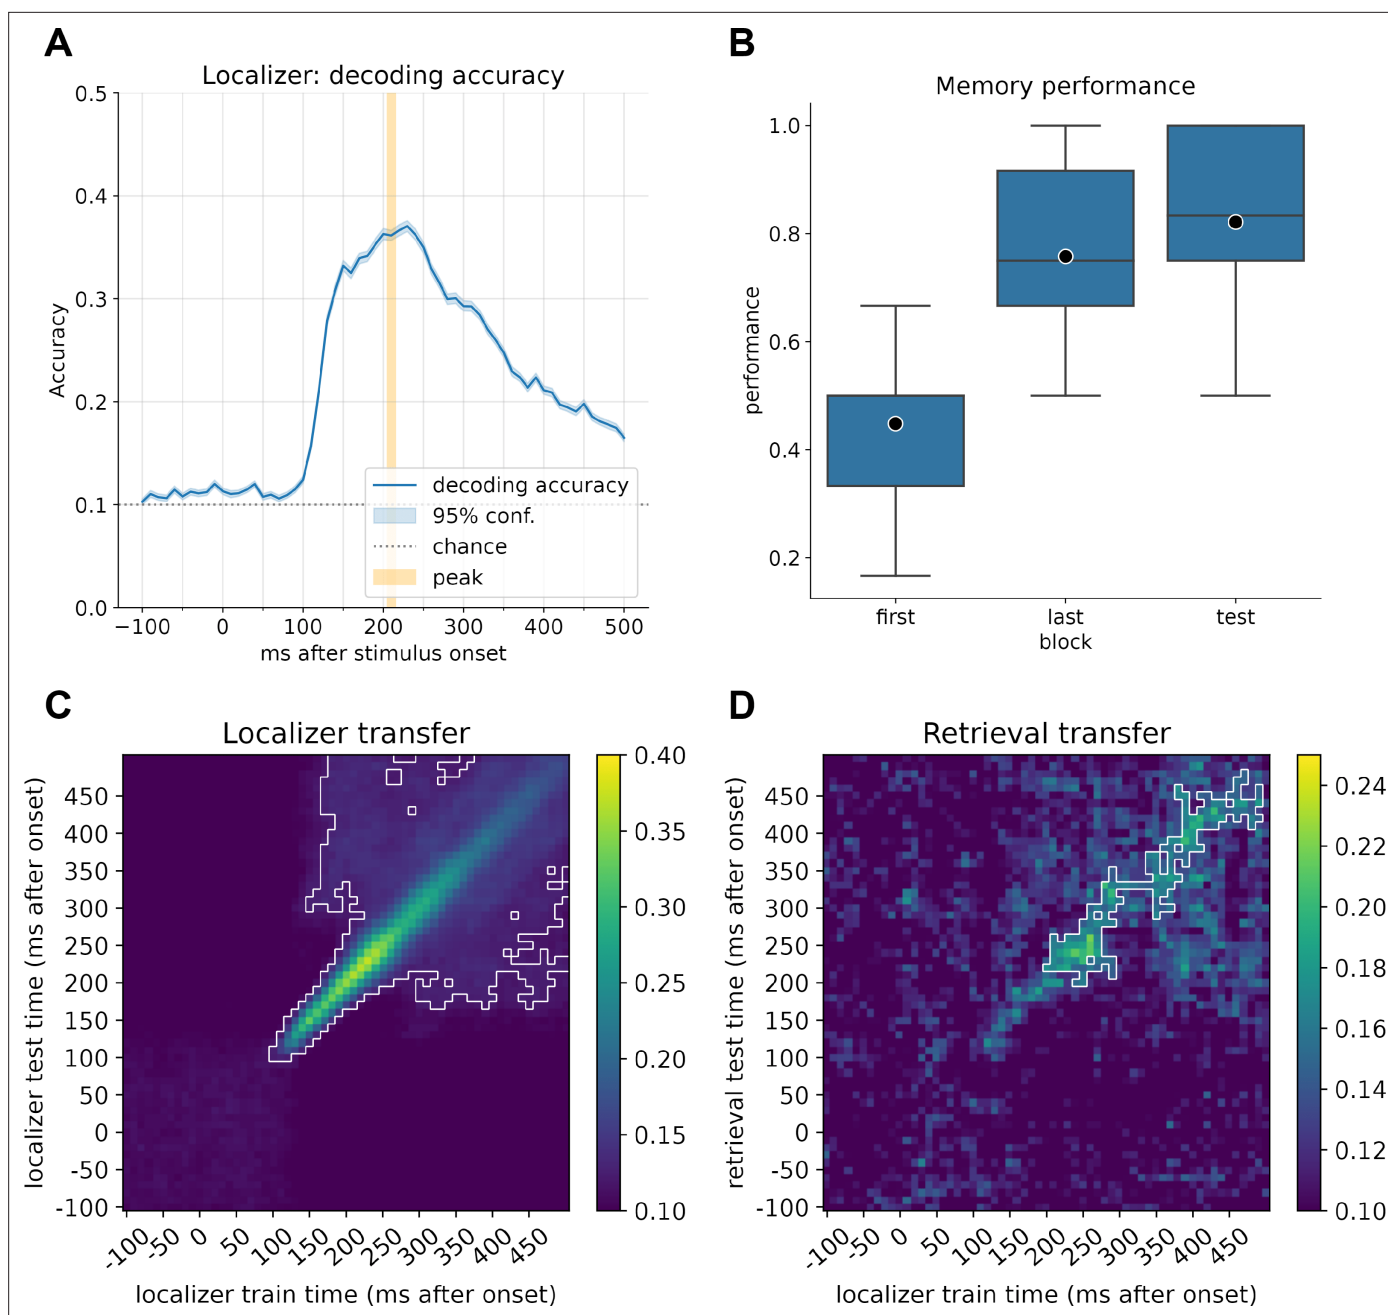 A
Localizer: decoding accuracy
0.5
0.4
0.3
0.2
0.1
0.0
Accuracy
decoding accuracy
95% conf.
chance
peak
−100 0 100 200 300 400 500
ms after stimulus onset
B
Memory performance
1.0
0.8
0.6
0.4
0.2
performance
first last test
block
C
Localizer transfer
450
400
350
300
250
200
150
100
50
0
-50
-100
localizer test time (ms after onset)
-100 -50 0 50 100 150 200 250 300 350 400 450
localizer train time (ms after onset)
0.40
0.35
0.30
0.25
0.20
0.15
0.10
D
Retrieval transfer
450
400
350
300
250
200
150
100
50
0
-50
-100
retrieval test time (ms after onset)
-100 -50 0 50 100 150 200 250 300 350 400 450
localizer train time (ms after onset)
0.24
0.22
0.20
0.18
0.16
0.14
0.12
0.10